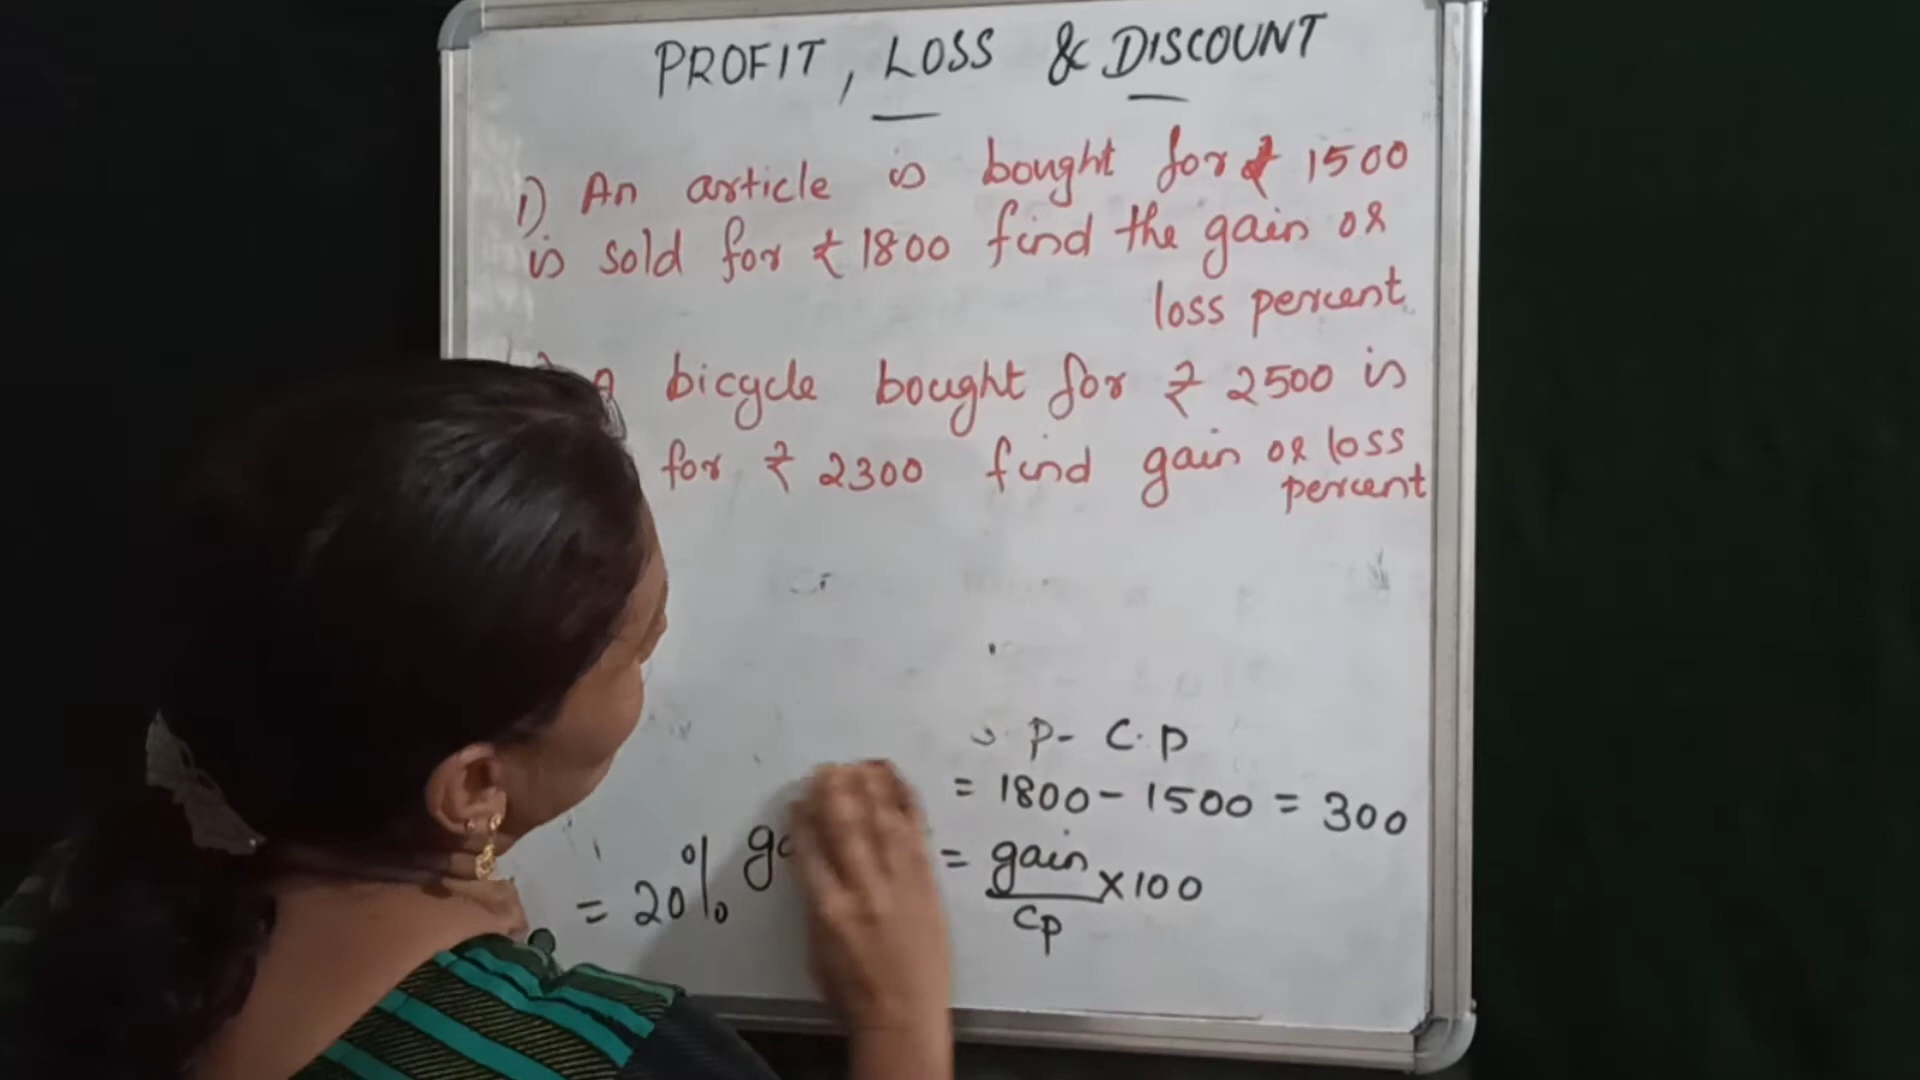 PROFIT, LOSS & DISCOUNT
1) An article is bought for ₹ 1500
is sold for ₹ 1800 find the gain or
loss percent
A bicycle bought for ₹ 2500 is
for ₹ 2300 find gain or loss
percent
P - C.P
= 1800 - 1500 = 300
= gain/CP × 100
= 20%